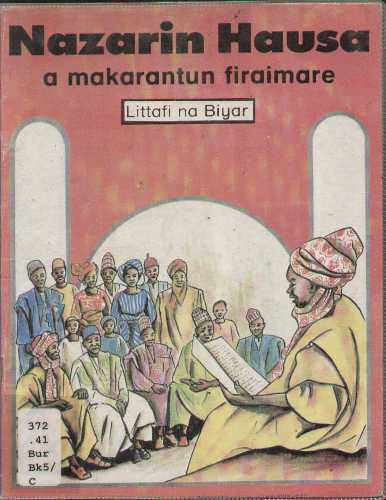 Nazarin Hausa
a makarantun firaimare
Littafi na Biyar
372
.41
Bur
Bk5/
C